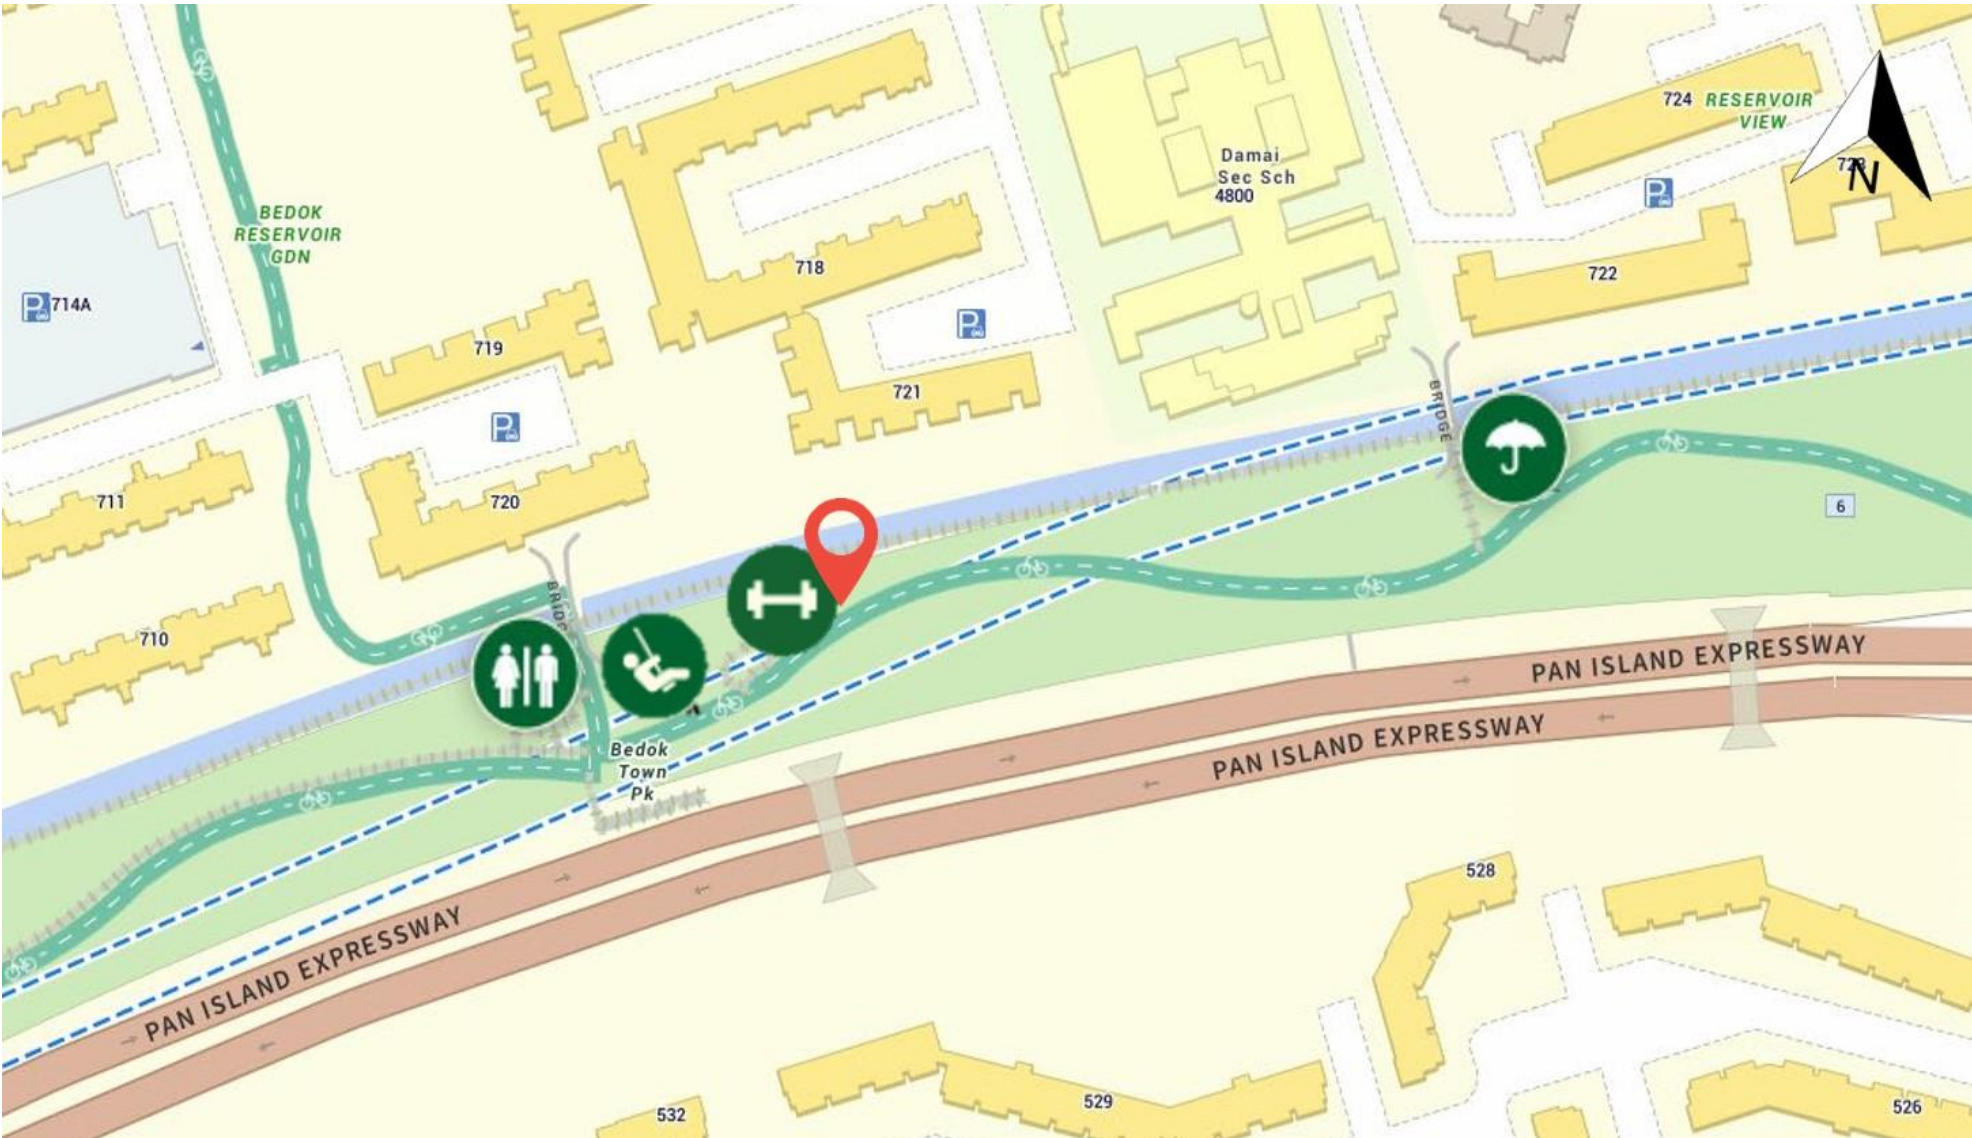 724
RESERVOIR
VIEW
Damai
Sec Sch
4800
N
BEDOK
RESERVOIR
GDN
718
722
P
714A
P
P
719
P
721
BRIDGE
711
720
6
BRIDG
710
PAN ISLAND EXPRESSWAY
PAN ISLAND EXPRESSWAY
Bedok
Town
Pk
528
PAN ISLAND EXPRESSWAY
532
529
526